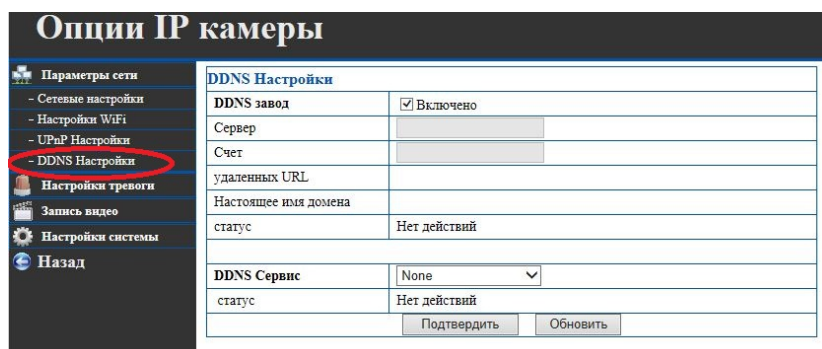 Опции IP камеры
Параметры сети
- Сетевые настройки
- Настройки WiFi
- UPnP Настройки
- DDNS Настройки
Настройки тревоги
Запись видео
Настройки системы
Назад
DDNS Настройки
DDNS завод Включено
Сервер
Счет
удаленных URL
Настоящее имя домена
статус Нет действий
DDNS Сервис None
статус Нет действий
Подтвердить Обновить